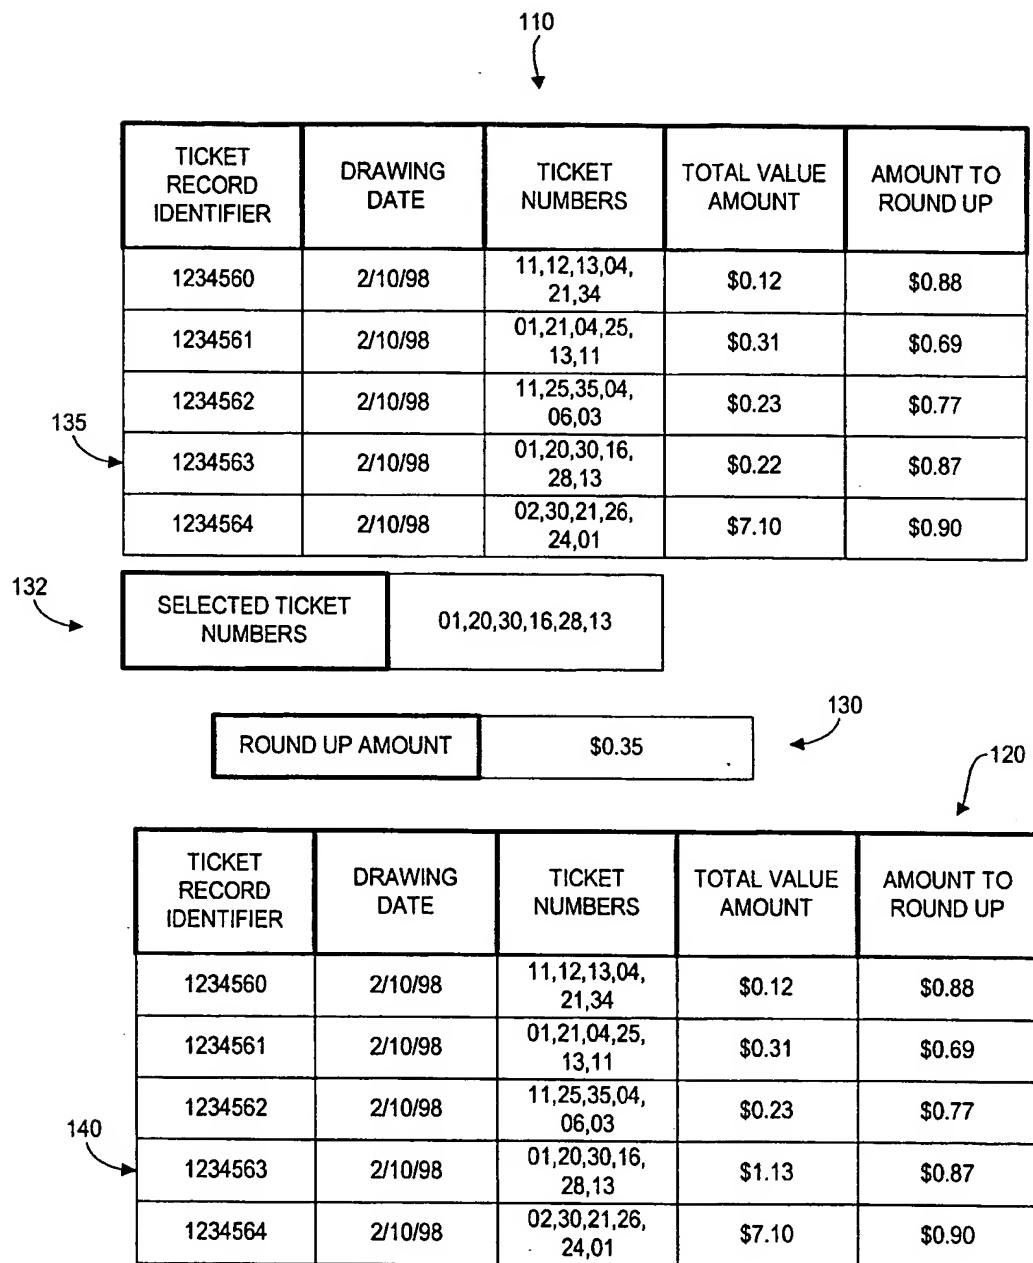 110
TICKET RECORD IDENTIFIER DRAWING DATE TICKET NUMBERS TOTAL VALUE AMOUNT AMOUNT TO ROUND UP
1234560 2/10/98 11,12,13,04, 21,34 $0.12 $0.88
1234561 2/10/98 01,21,04,25, 13,11 $0.31 $0.69
1234562 2/10/98 11,25,35,04, 06,03 $0.23 $0.77
135
1234563 2/10/98 01,20,30,16, 28,13 $0.22 $0.87
1234564 2/10/98 02,30,21,26, 24,01 $7.10 $0.90
132
SELECTED TICKET NUMBERS 01,20,30,16,28,13
130
ROUND UP AMOUNT $0.35
120
TICKET RECORD IDENTIFIER DRAWING DATE TICKET NUMBERS TOTAL VALUE AMOUNT AMOUNT TO ROUND UP
1234560 2/10/98 11,12,13,04, 21,34 $0.12 $0.88
1234561 2/10/98 01,21,04,25, 13,11 $0.31 $0.69
1234562 2/10/98 11,25,35,04, 06,03 $0.23 $0.77
140
1234563 2/10/98 01,20,30,16, 28,13 $1.13 $0.87
1234564 2/10/98 02,30,21,26, 24,01 $7.10 $0.90